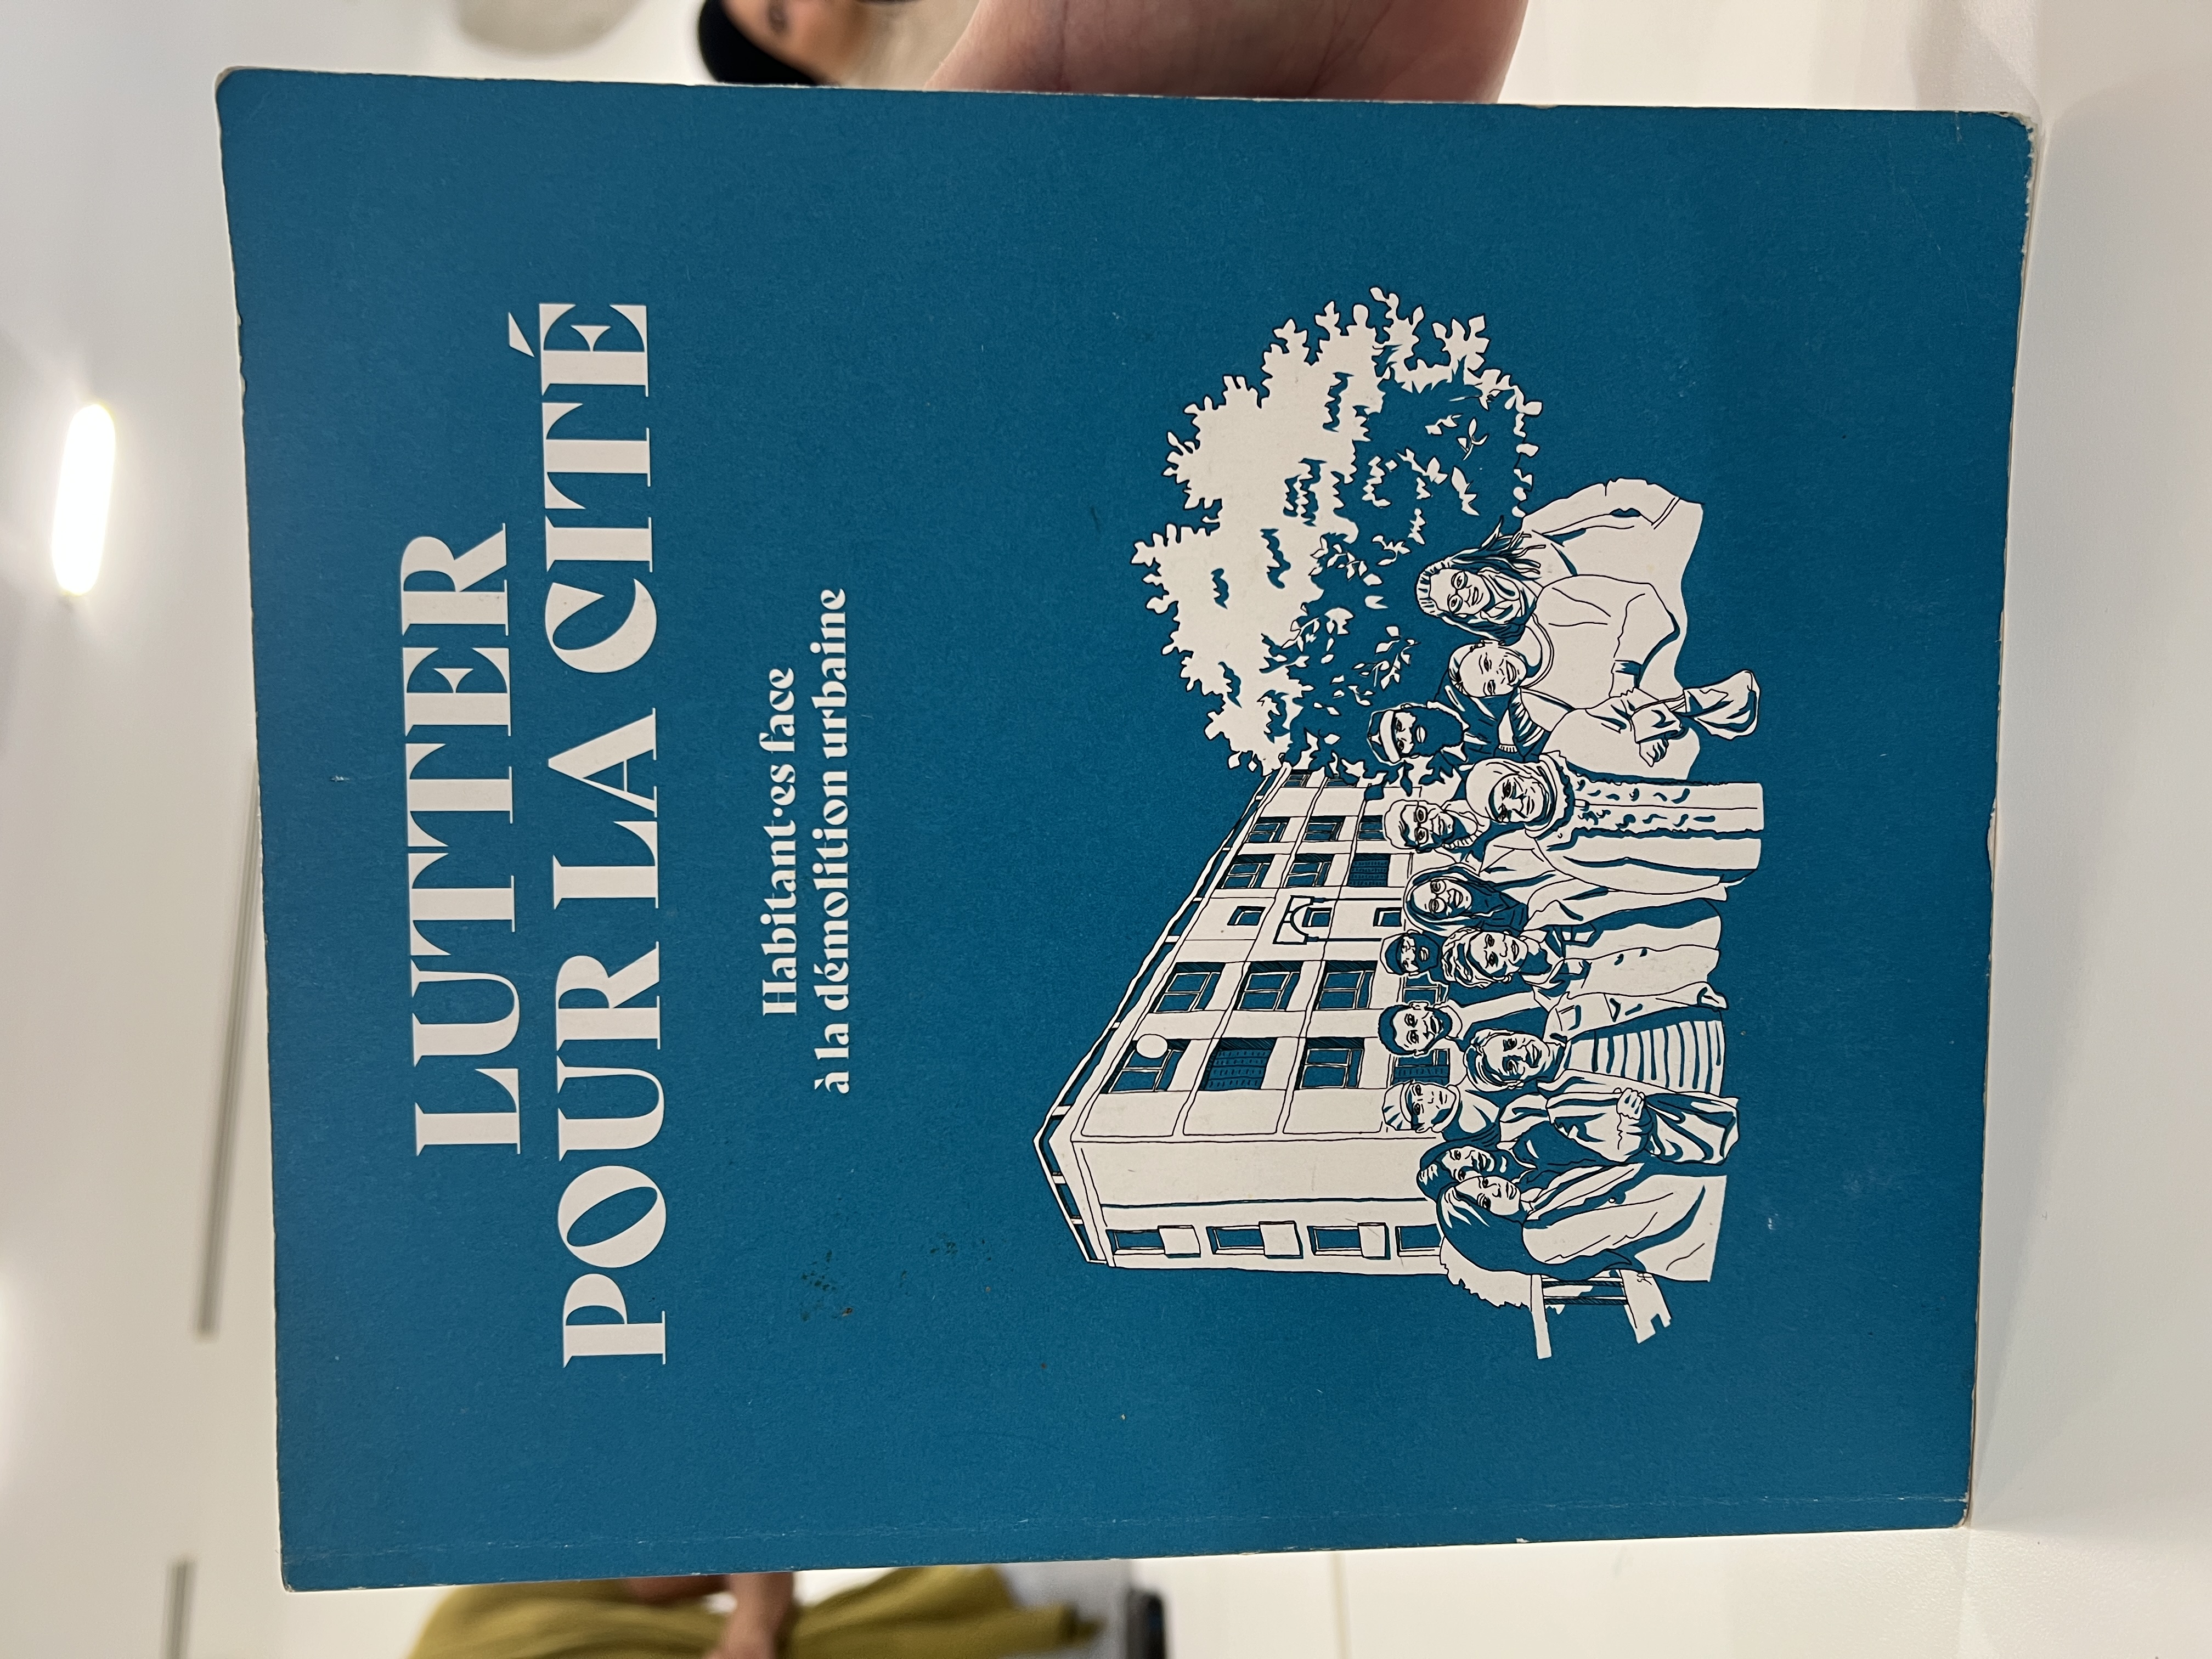 LUTTER
POUR LA CITÉ
Habitant·es face
à la démolition urbaine